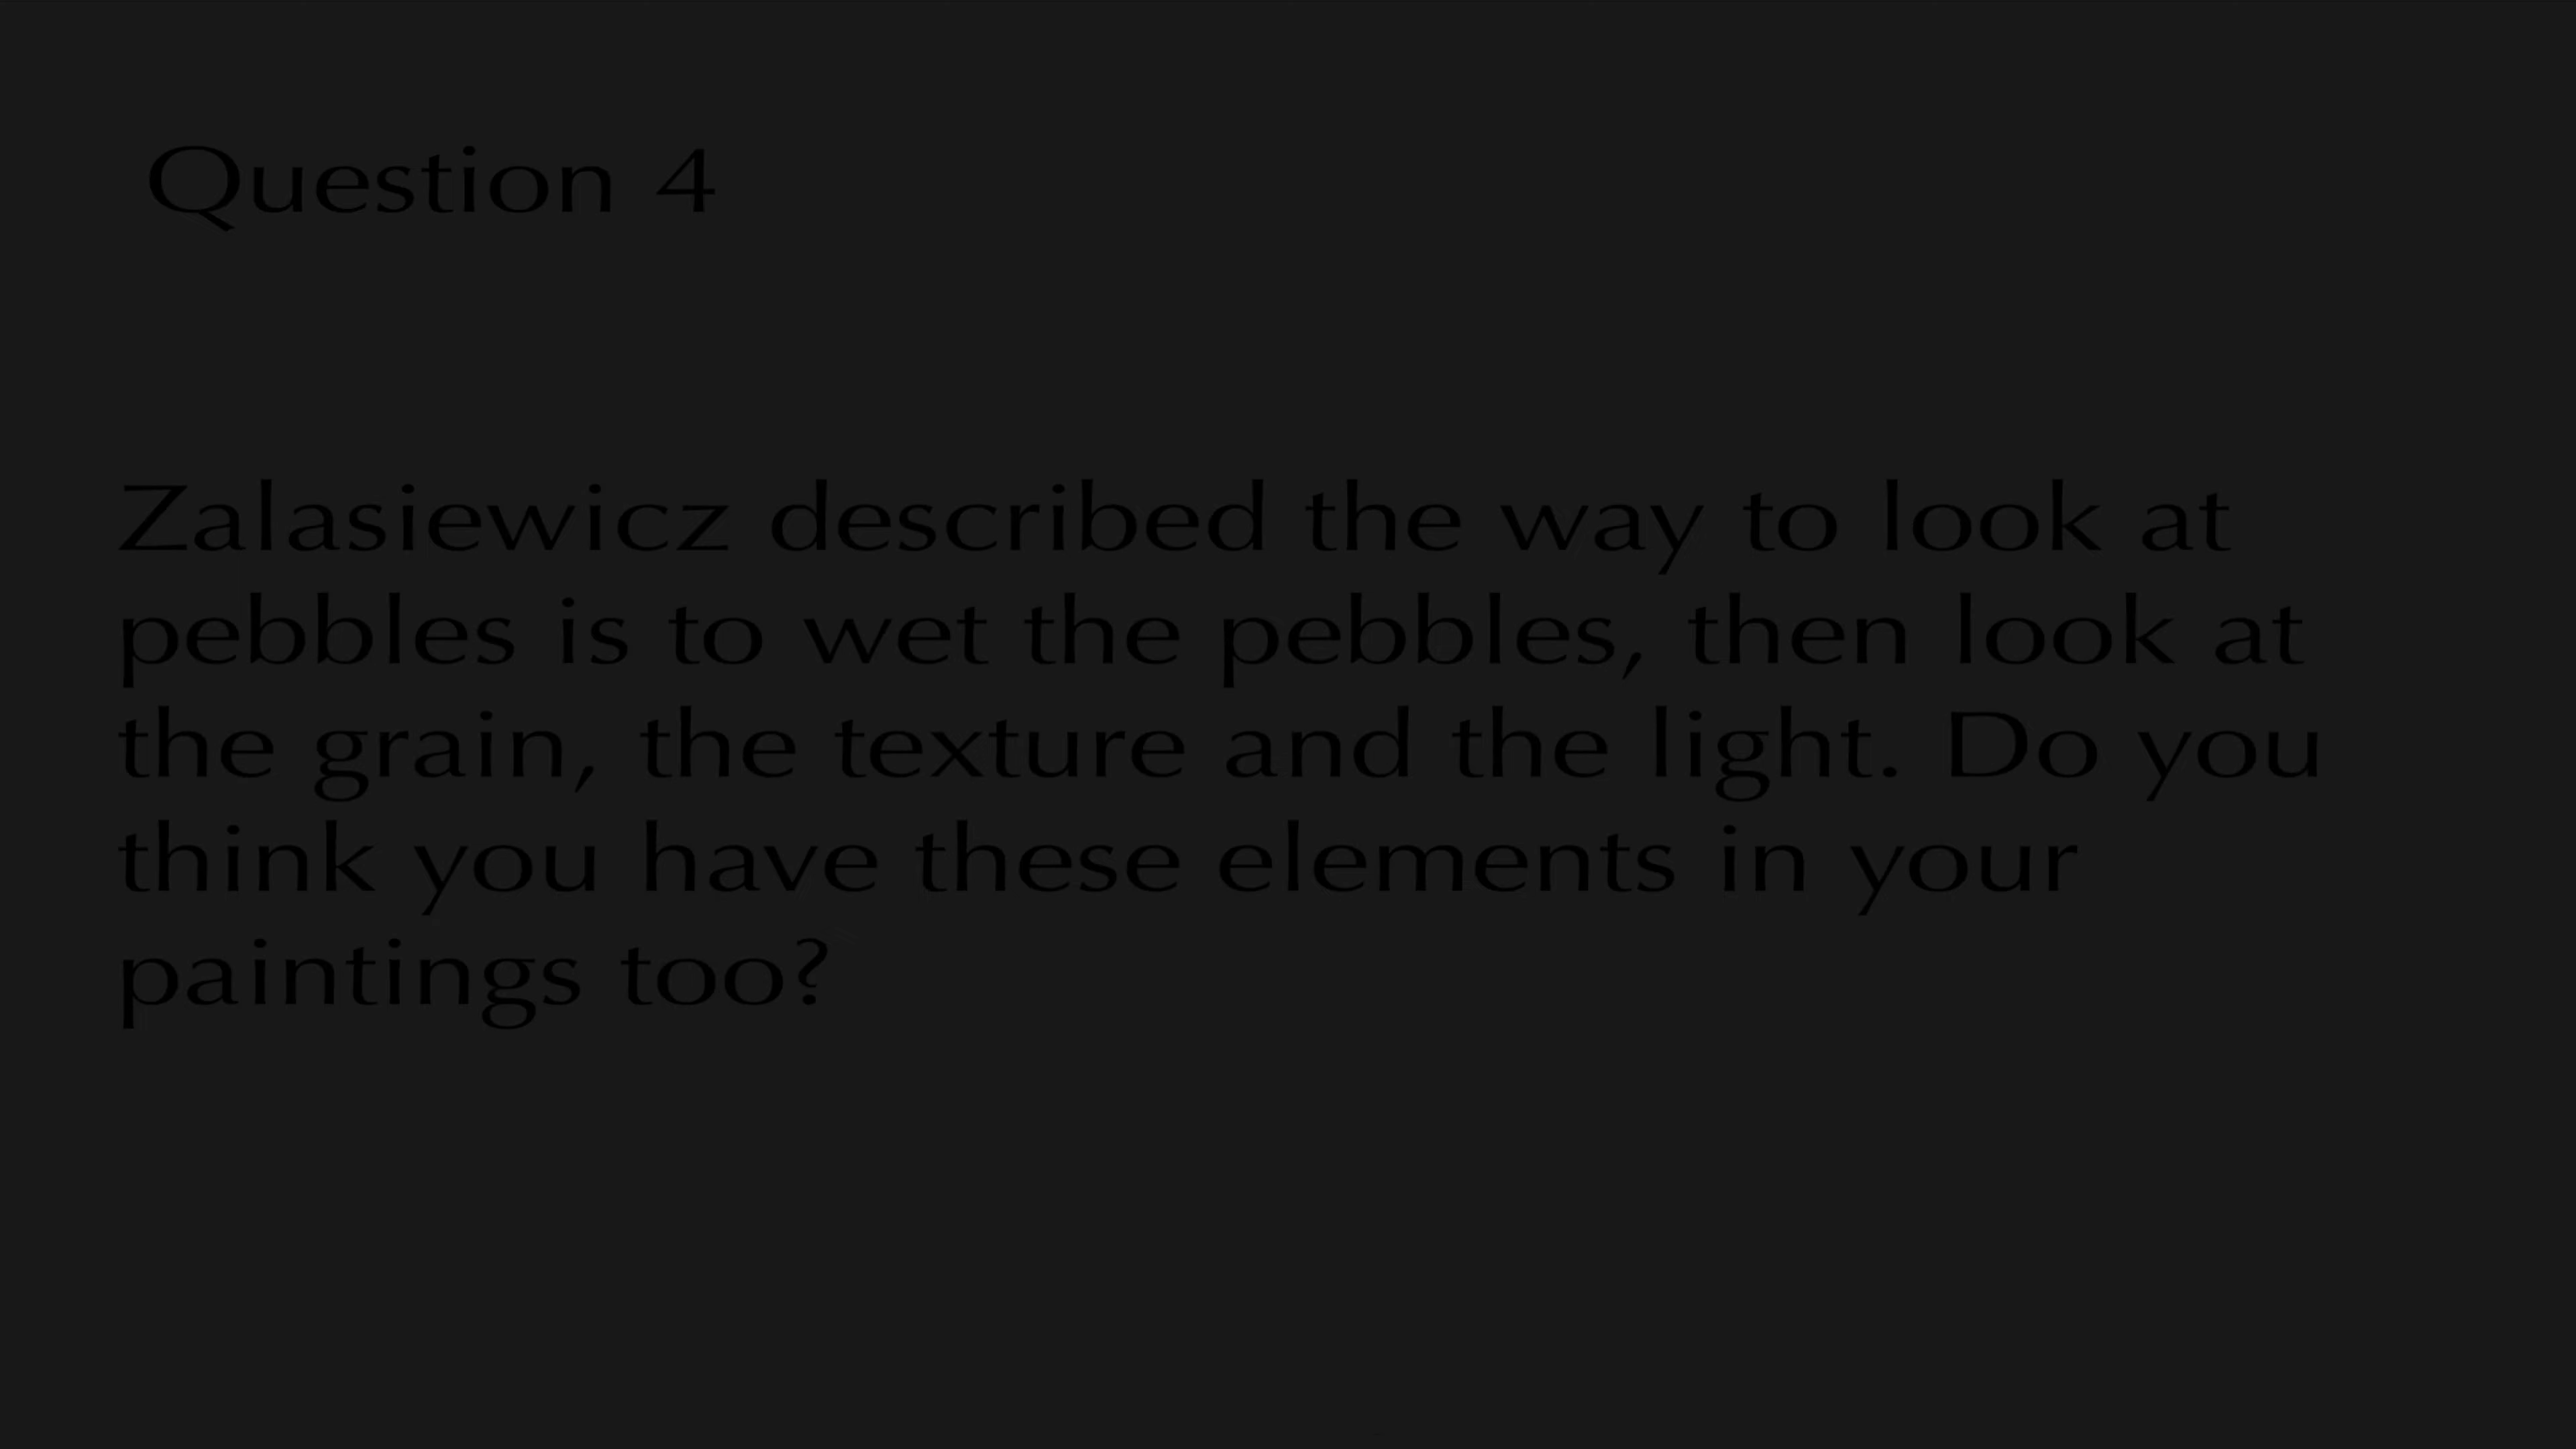 Question 4
Zalasiewicz described the way to look at
pebbles is to wet the pebbles, then look at
the grain, the texture and the light. Do you
think you have these elements in your
paintings too?